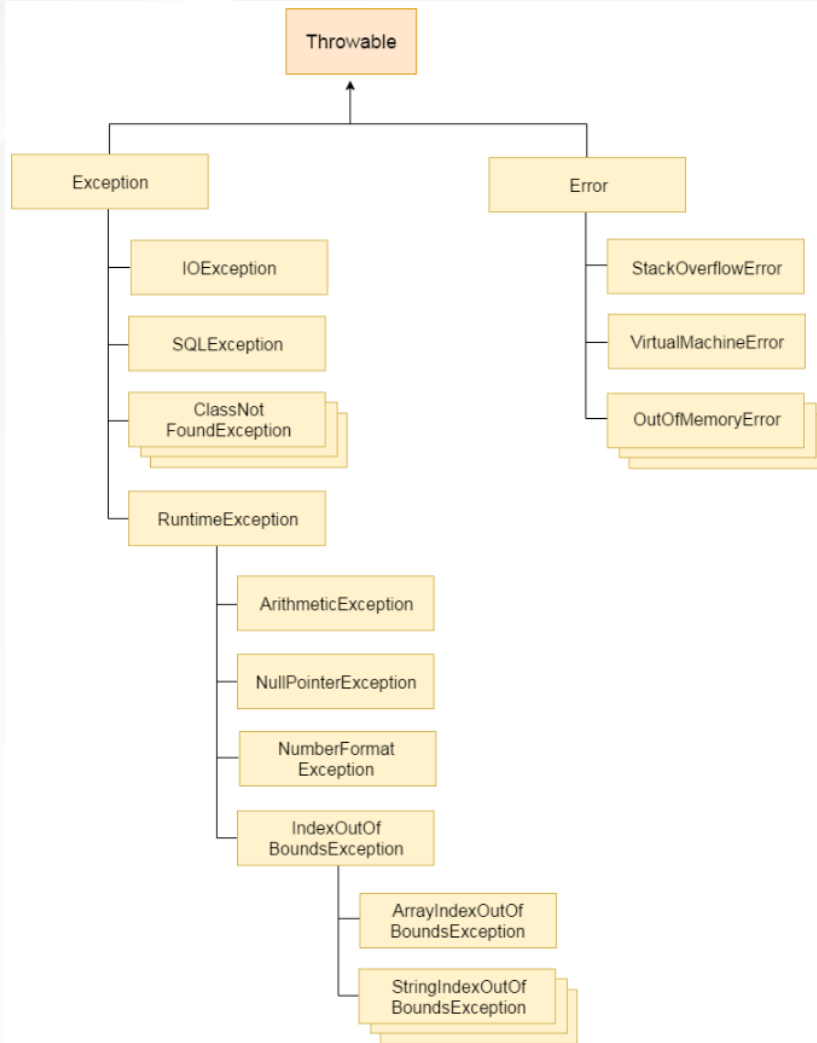 Throwable
Exception
Error
IOException
StackOverflowError
SQLException
VirtualMachineError
ClassNot
FoundException
OutOfMemoryError
RuntimeException
ArithmeticException
NullPointerException
NumberFormat
Exception
IndexOutOf
BoundsException
ArrayIndexOutOf
BoundsException
StringIndexOutOf
BoundsException